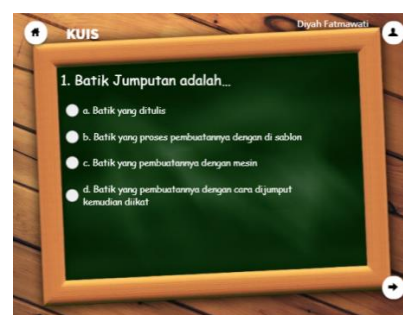 KUIS
Diyah Fatmawati
1. Batik Jumputan adalah...
a. Batik yang ditulis
b. Batik yang proses pembuatannya dengan di sablon
c. Batik yang pembuatannya dengan mesin
d. Batik yang pembuatannya dengan cara dijumput
kemudian diikat